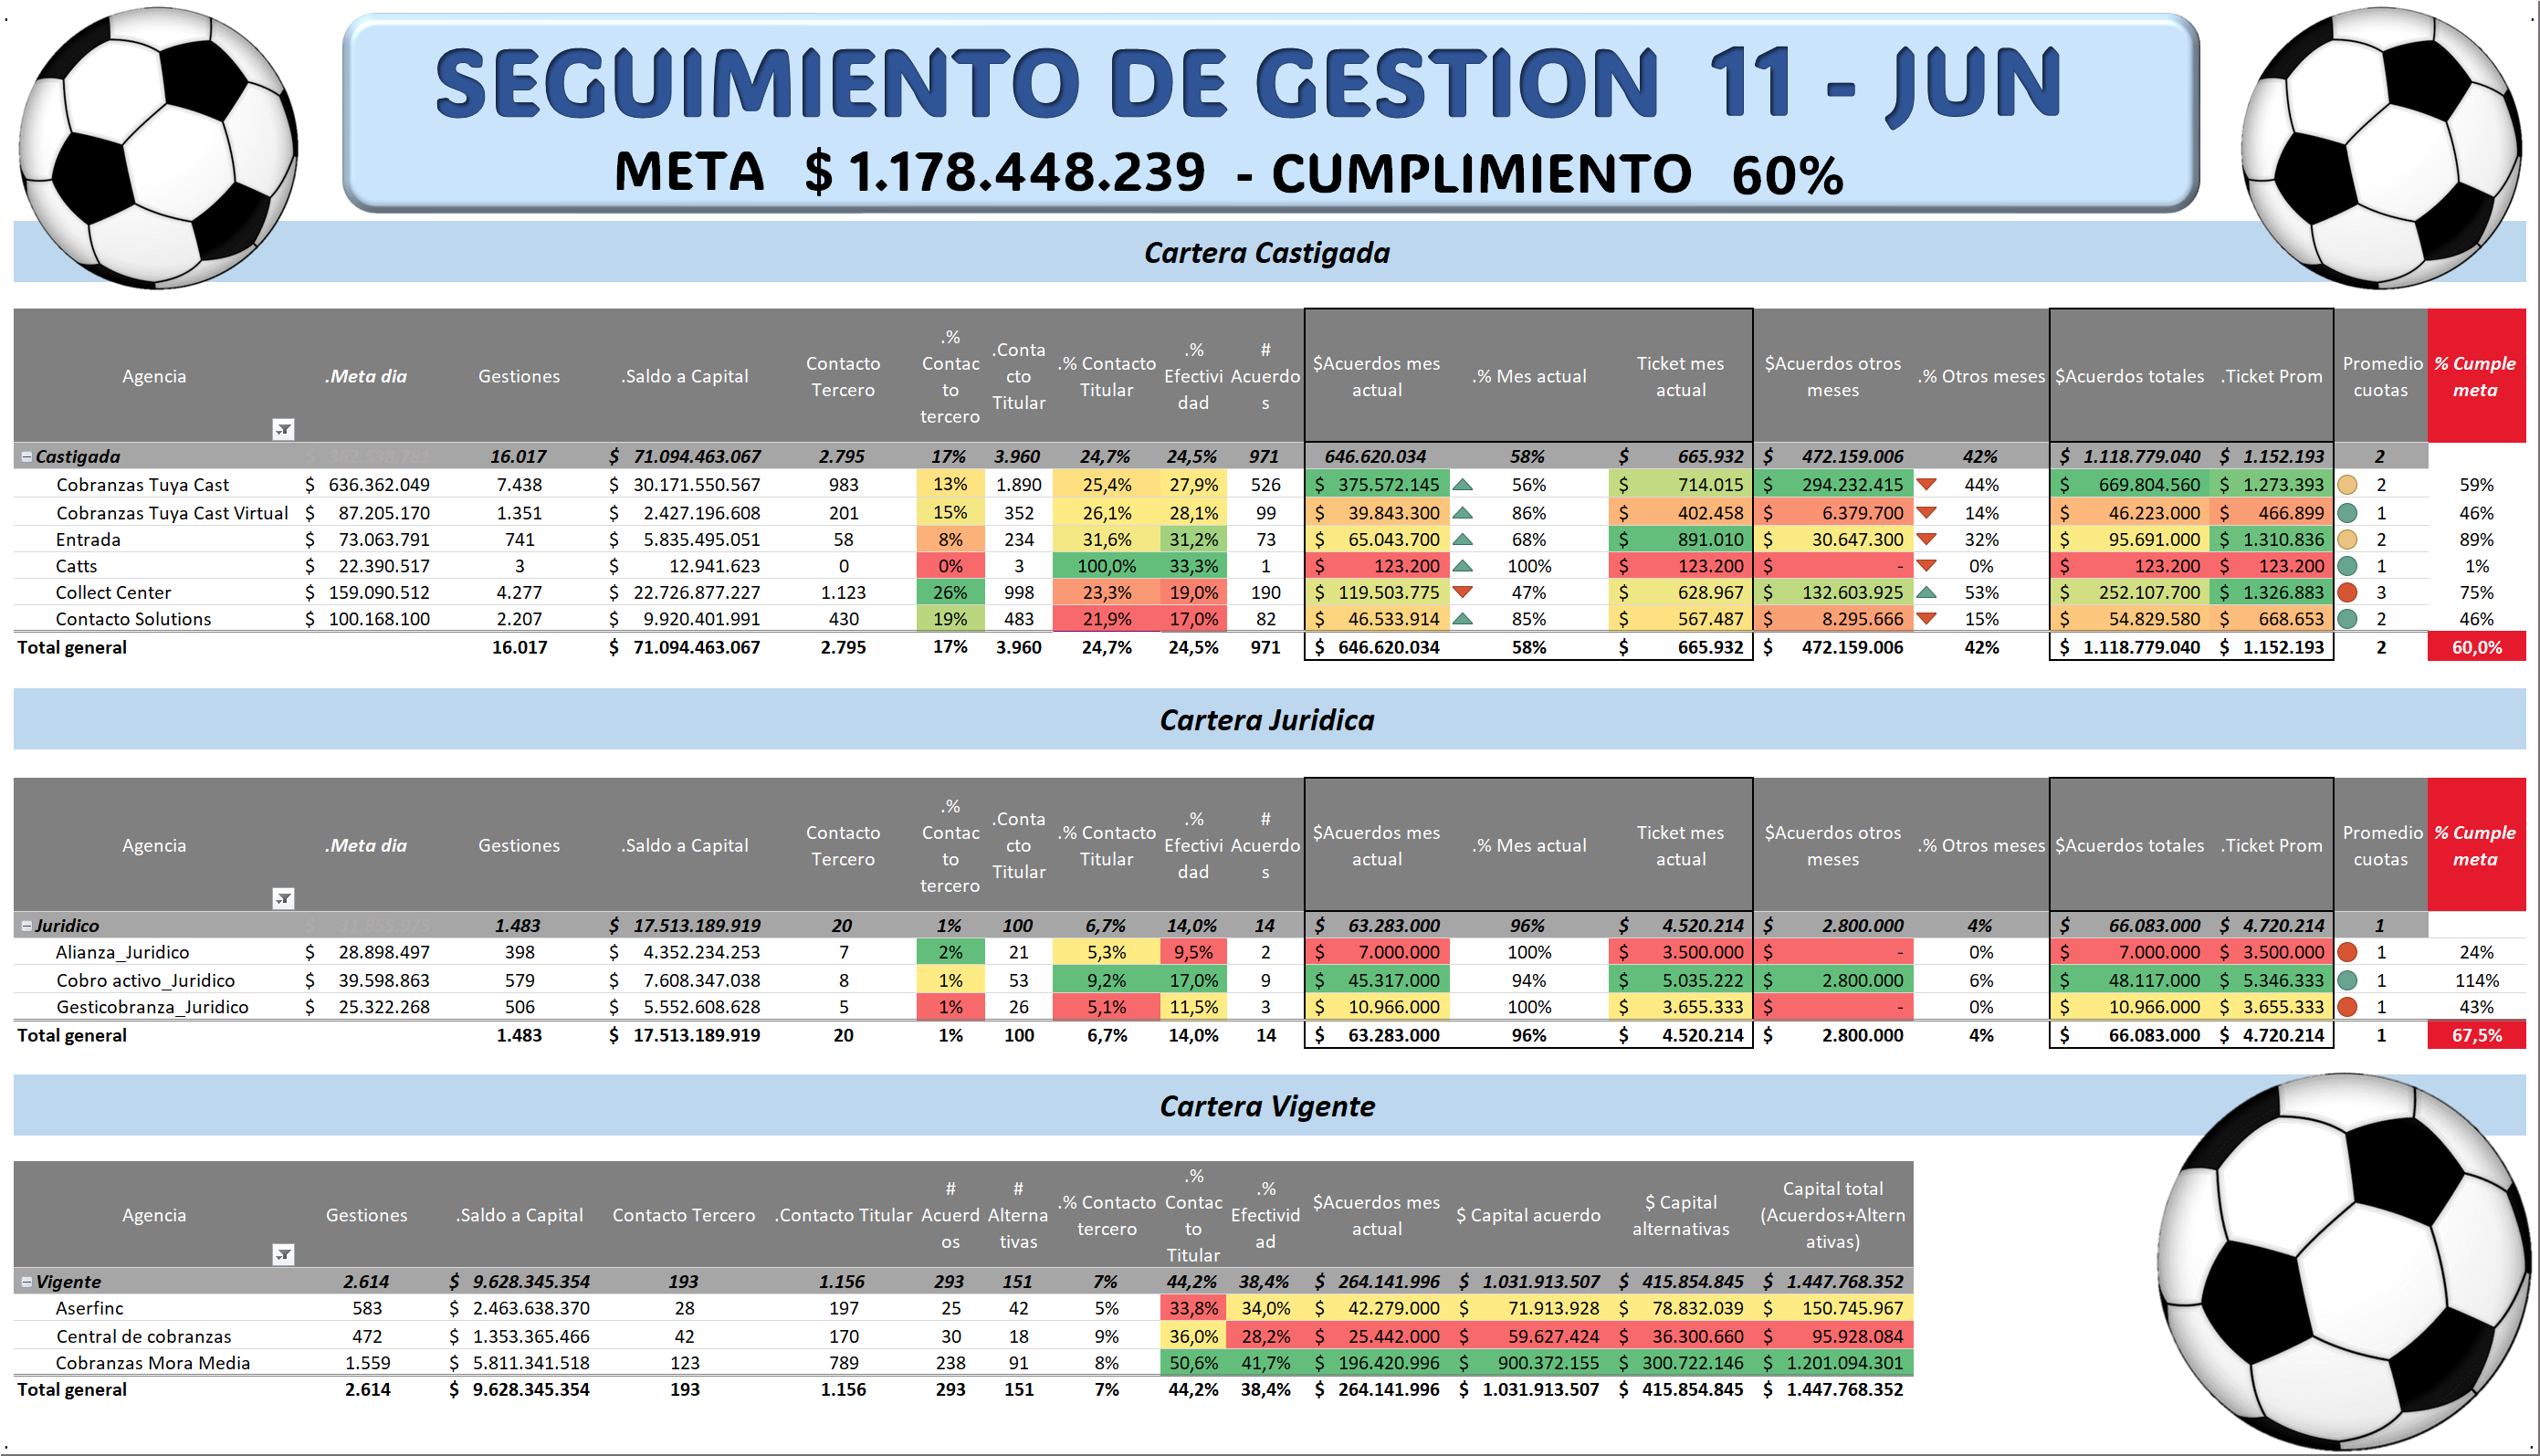 SEGUIMIENTO DE GESTION 11 - JUN
META $ 1.178.448.239 - CUMPLIMIENTO 60%
Cartera Castigada
Agencia .Meta dia Gestiones .Saldo a Capital Contacto Tercero .% Contacto tercero .Contacto Titular .% Contacto Titular .% Efectividad # Acuerdos $Acuerdos mes actual .% Mes actual Ticket mes actual $Acuerdos otros meses .% Otros meses $Acuerdos totales .Ticket Prom Promedio cuotas % Cumple meta
Castigada $ 362.538.781 16.017 $ 71.094.463.067 2.795 17% 3.960 24,7% 24,5% 971 646.620.034 58% $ 665.932 $ 472.159.006 42% $ 1.118.779.040 $ 1.152.193 2
Cobranzas Tuya Cast $ 636.362.049 7.438 $ 30.171.550.567 983 13% 1.890 25,4% 27,9% 526 $ 375.572.145 56% $ 714.015 $ 294.232.415 44% $ 669.804.560 $ 1.273.393 2 59%
Cobranzas Tuya Cast Virtual $ 87.205.170 1.351 $ 2.427.196.608 201 15% 352 26,1% 28,1% 99 $ 39.843.300 86% $ 402.458 $ 6.379.700 14% $ 46.223.000 $ 466.899 1 46%
Entrada $ 73.063.791 741 $ 5.835.495.051 58 8% 234 31,6% 31,2% 73 $ 65.043.700 68% $ 891.010 $ 30.647.300 32% $ 95.691.000 $ 1.310.836 2 89%
Catts $ 22.390.517 3 $ 12.941.623 0 0% 3 100,0% 33,3% 1 $ 123.200 100% $ 123.200 $ - 0% $ 123.200 $ 123.200 1 1%
Collect Center $ 159.090.512 4.277 $ 22.726.877.227 1.123 26% 998 23,3% 19,0% 190 $ 119.503.775 47% $ 628.967 $ 132.603.925 53% $ 252.107.700 $ 1.326.883 3 75%
Contacto Solutions $ 100.168.100 2.207 $ 9.920.401.991 430 19% 483 21,9% 17,0% 82 $ 46.533.914 85% $ 567.487 $ 8.295.666 15% $ 54.829.580 $ 668.653 2 46%
Total general 16.017 $ 71.094.463.067 2.795 17% 3.960 24,7% 24,5% 971 $ 646.620.034 58% $ 665.932 $ 472.159.006 42% $ 1.118.779.040 $ 1.152.193 2 60,0%
Cartera Juridica
Agencia .Meta dia Gestiones .Saldo a Capital Contacto Tercero .% Contacto tercero .Contacto Titular .% Contacto Titular .% Efectividad # Acuerdos $Acuerdos mes actual .% Mes actual Ticket mes actual $Acuerdos otros meses .% Otros meses $Acuerdos totales .Ticket Prom Promedio cuotas % Cumple meta
Juridico $ 31.855.975 1.483 $ 17.513.189.919 20 1% 100 6,7% 14,0% 14 $ 63.283.000 96% $ 4.520.214 $ 2.800.000 4% $ 66.083.000 $ 4.720.214 1
Alianza_Juridico $ 28.898.497 398 $ 4.352.234.253 7 2% 21 5,3% 9,5% 2 $ 7.000.000 100% $ 3.500.000 $ - 0% $ 7.000.000 $ 3.500.000 1 24%
Cobro activo_Juridico $ 39.598.863 579 $ 7.608.347.038 8 1% 53 9,2% 17,0% 9 $ 45.317.000 94% $ 5.035.222 $ 2.800.000 6% $ 48.117.000 $ 5.346.333 1 114%
Gesticobranza_Juridico $ 25.322.268 506 $ 5.552.608.628 5 1% 26 5,1% 11,5% 3 $ 10.966.000 100% $ 3.655.333 $ - 0% $ 10.966.000 $ 3.655.333 1 43%
Total general 1.483 $ 17.513.189.919 20 1% 100 6,7% 14,0% 14 $ 63.283.000 96% $ 4.520.214 $ 2.800.000 4% $ 66.083.000 $ 4.720.214 1 67,5%
Cartera Vigente
Agencia Gestiones .Saldo a Capital Contacto Tercero .Contacto Titular # Acuerdos # Alternativas .% Contacto tercero .% Contacto Titular .% Efectividad $Acuerdos mes actual $ Capital acuerdo $ Capital alternativas Capital total (Acuerdos+Alternativas)
Vigente 2.614 $ 9.628.345.354 193 1.156 293 151 7% 44,2% 38,4% $ 264.141.996 $ 1.031.913.507 $ 415.854.845 $ 1.447.768.352
Aserfinc 583 $ 2.463.638.370 28 197 25 42 5% 33,8% 34,0% $ 42.279.000 $ 71.913.928 $ 78.832.039 $ 150.745.967
Central de cobranzas 472 $ 1.353.365.466 42 170 30 18 9% 36,0% 28,2% $ 25.442.000 $ 59.627.424 $ 36.300.660 $ 95.928.084
Cobranzas Mora Media 1.559 $ 5.811.341.518 123 789 238 91 8% 50,6% 41,7% $ 196.420.996 $ 900.372.155 $ 300.722.146 $ 1.201.094.301
Total general 2.614 $ 9.628.345.354 193 1.156 293 151 7% 44,2% 38,4% $ 264.141.996 $ 1.031.913.507 $ 415.854.845 $ 1.447.768.352